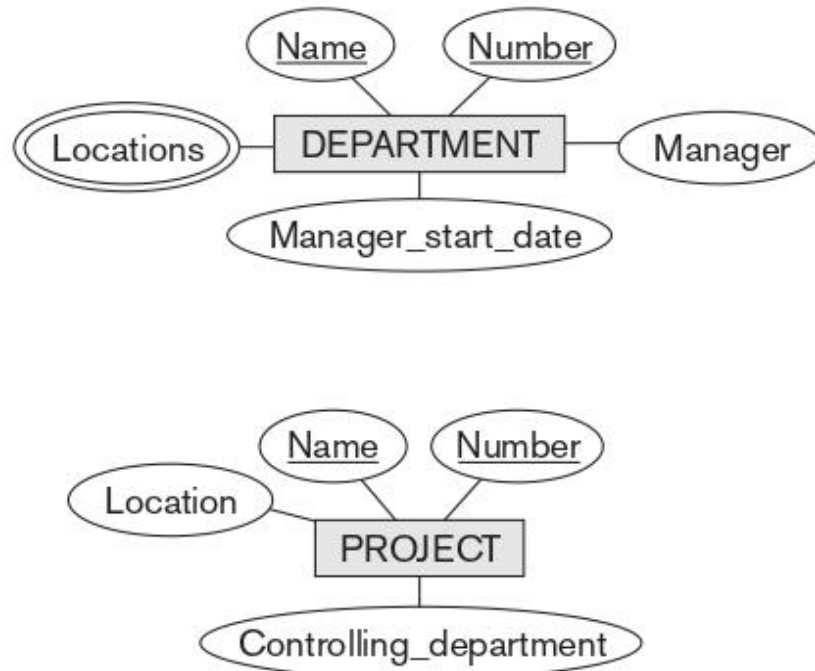 Name
Number
Locations
DEPARTMENT
Manager
Manager_start_date
Name
Number
Location
PROJECT
Controlling_department